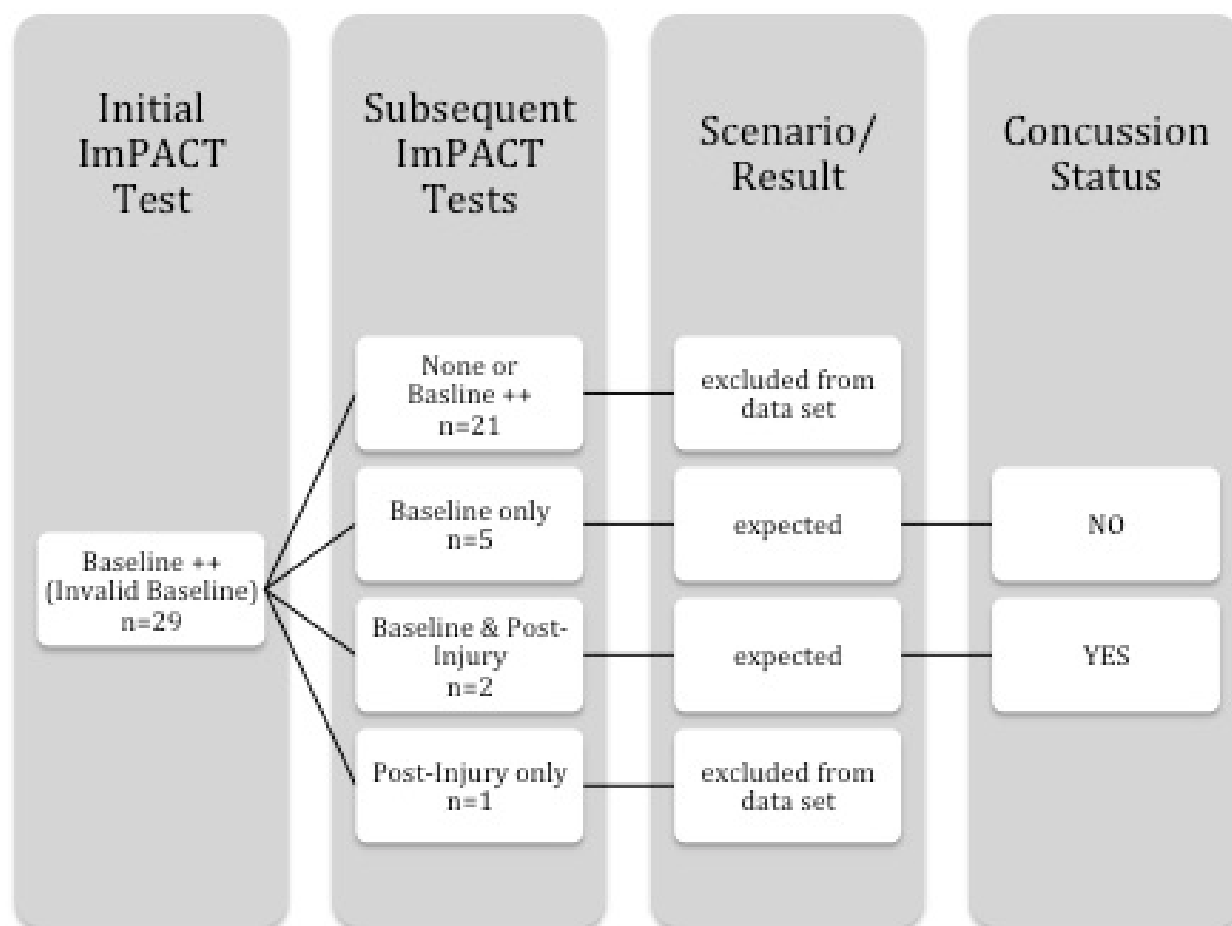 Initial
ImPACT
Test
Subsequent
ImPACT
Tests
Scenario/
Result
Concussion
Status
Baseline ++
(Invalid Baseline)
n=29
None or
Basline ++
n=21
excluded from
data set
Baseline only
n=5
expected
NO
Baseline & Post-
Injury
n=2
expected
YES
Post-Injury only
n=1
excluded from
data set